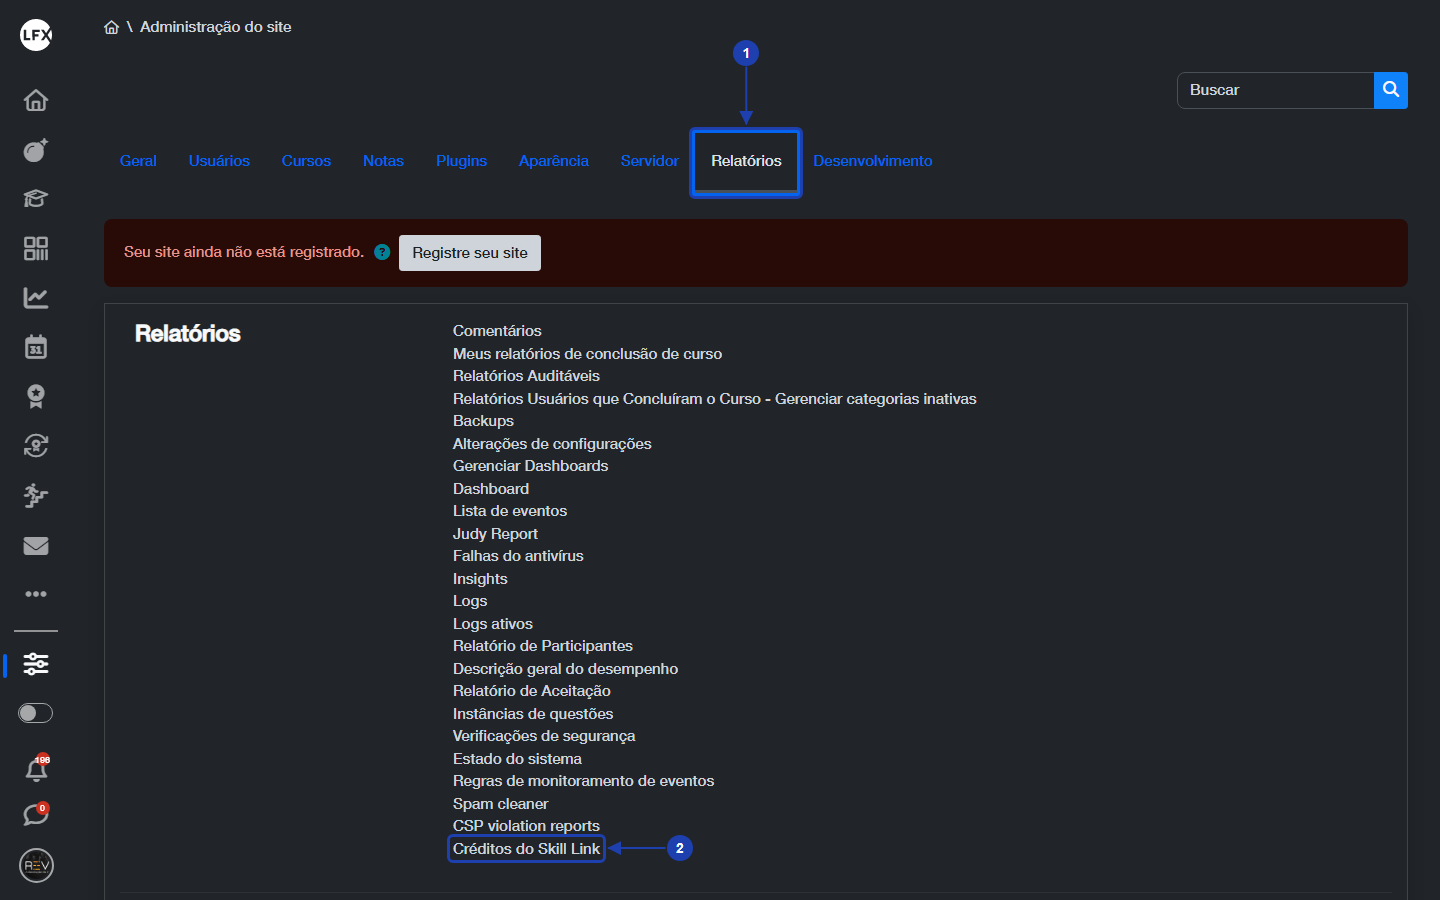 LFX
\ Administração do site
1
Buscar
Geral Usuários Cursos Notas Plugins Aparência Servidor Relatórios Desenvolvimento
Seu site ainda não está registrado. ? Registre seu site
Relatórios
Comentários
Meus relatórios de conclusão de curso
Relatórios Auditáveis
Relatórios Usuários que Concluíram o Curso - Gerenciar categorias inativas
Backups
Alterações de configurações
Gerenciar Dashboards
Dashboard
Lista de eventos
Judy Report
Falhas do antivírus
Insights
Logs
Logs ativos
Relatório de Participantes
Descrição geral do desempenho
Relatório de Aceitação
Instâncias de questões
Verificações de segurança
Estado do sistema
Regras de monitoramento de eventos
Spam cleaner
CSP violation reports
Créditos do Skill Link
2
31
198
0
REV